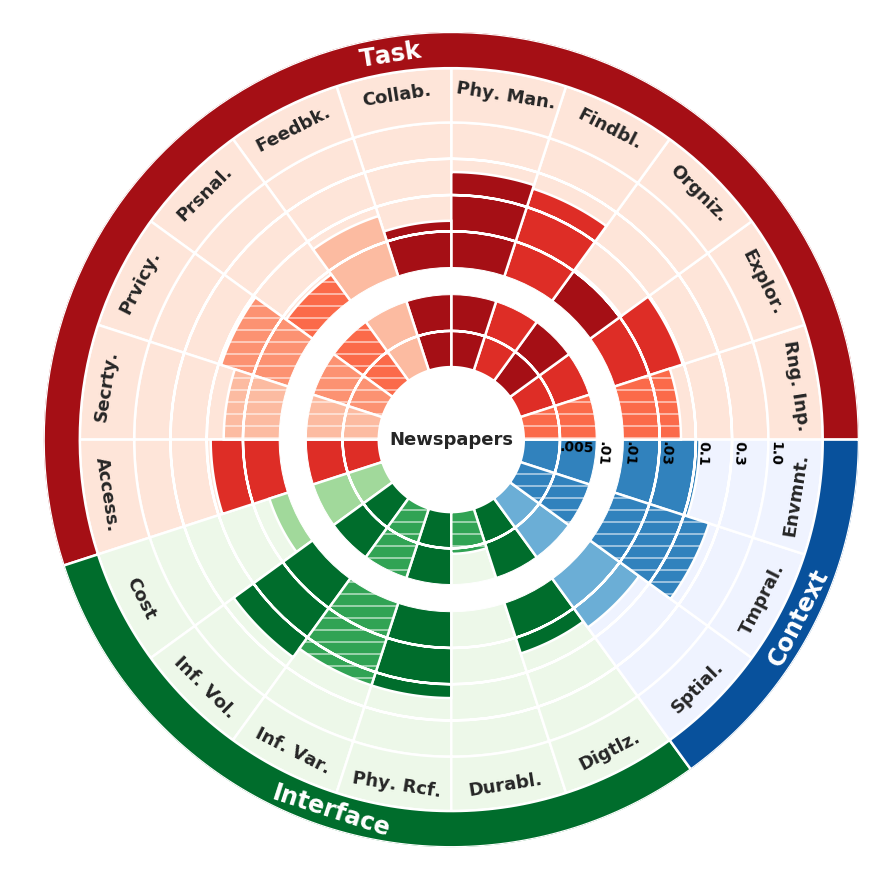 Task
Collab.
Phy. Man.
Feedbk.
Findbl.
Prsnal.
Orgniz.
Prvicy.
Explor.
Secrty.
Rng. Inp.
Newspapers
.005
.01
.01
.03
0.1
0.3
1.0
Access.
Envmnt.
Cost
Tmpral.
Context
Inf. Vol.
Sptial.
Inf. Var.
Digtlz.
Phy. Rcf.
Durabl.
Interface